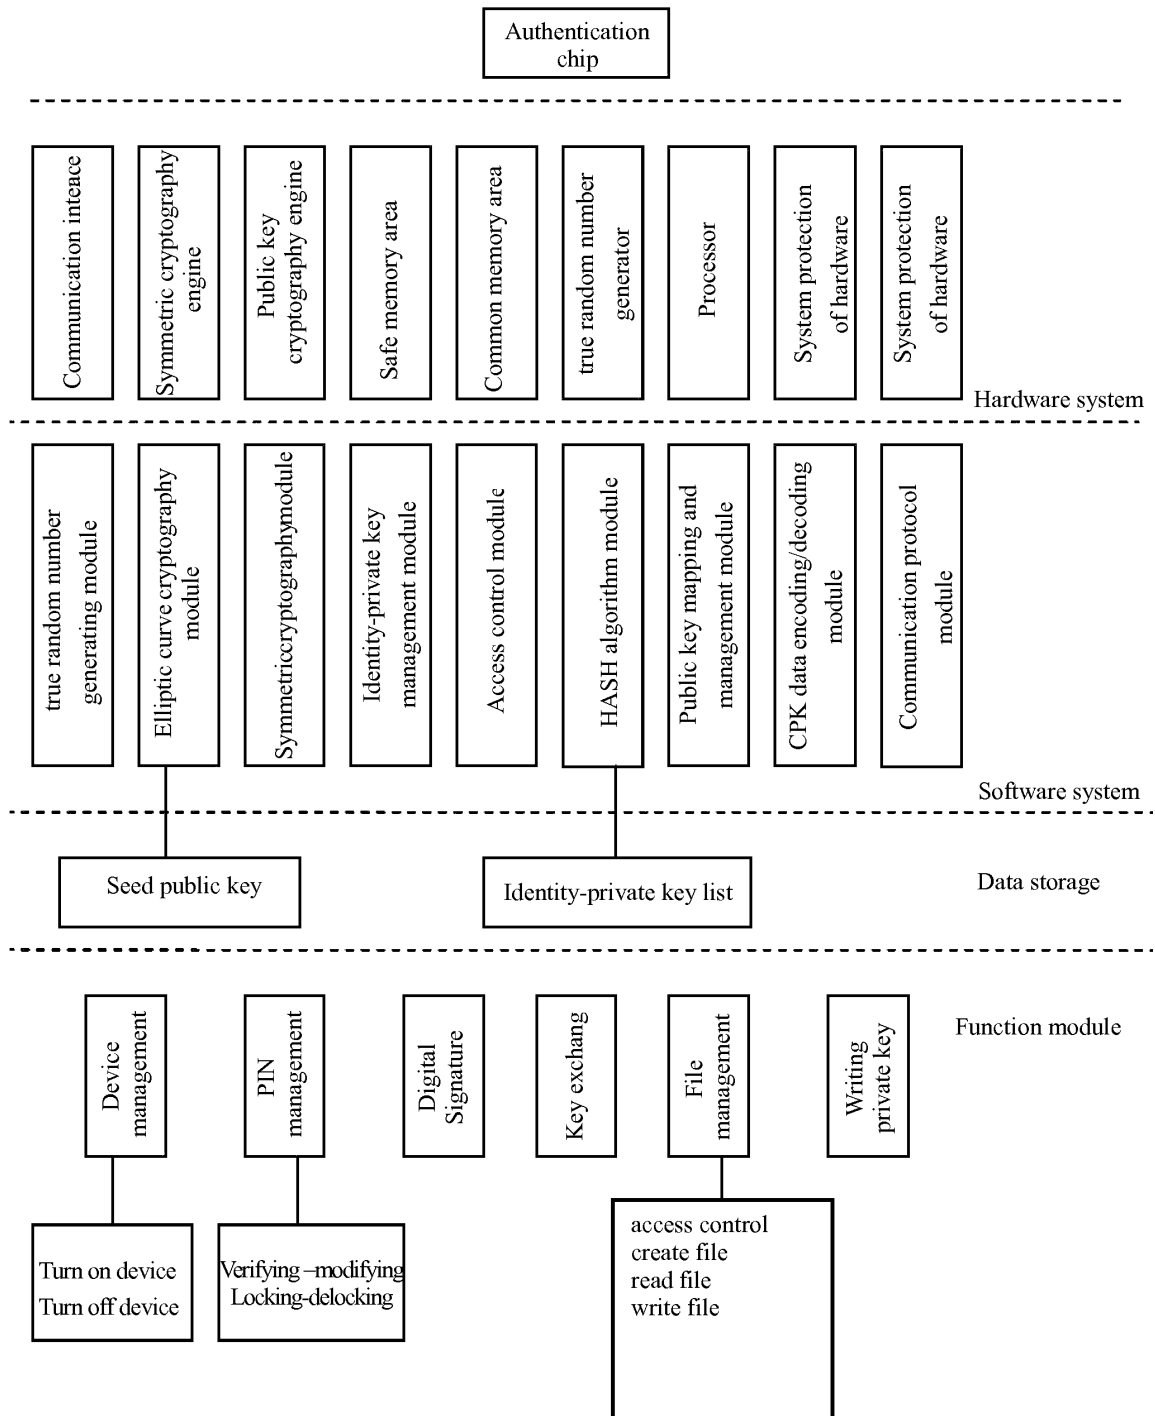 Authentication
chip
Communication inteace
Symmetric cryptography
engine
Public key
cryptography engine
Safe memory area
Common memory area
true random number
generator
Processor
System protection
of hardware
System protection
of hardware
Hardware system
true random number
generating module
Elliptic curve cryptography
module
Symmetriccryptographymodule
Identity-private key
management module
Access control module
HASH algorithm module
Public key mapping and
management module
CPK data encoding/decoding
module
Communication protocol
module
Software system
Seed public key
Identity-private key list
Data storage
Device
management
PIN
management
Digital
Signature
Key exchang
File
management
Writing
private key
Function module
Turn on device
Turn off device
Verifying –modifying
Locking-delocking
access control
create file
read file
write file